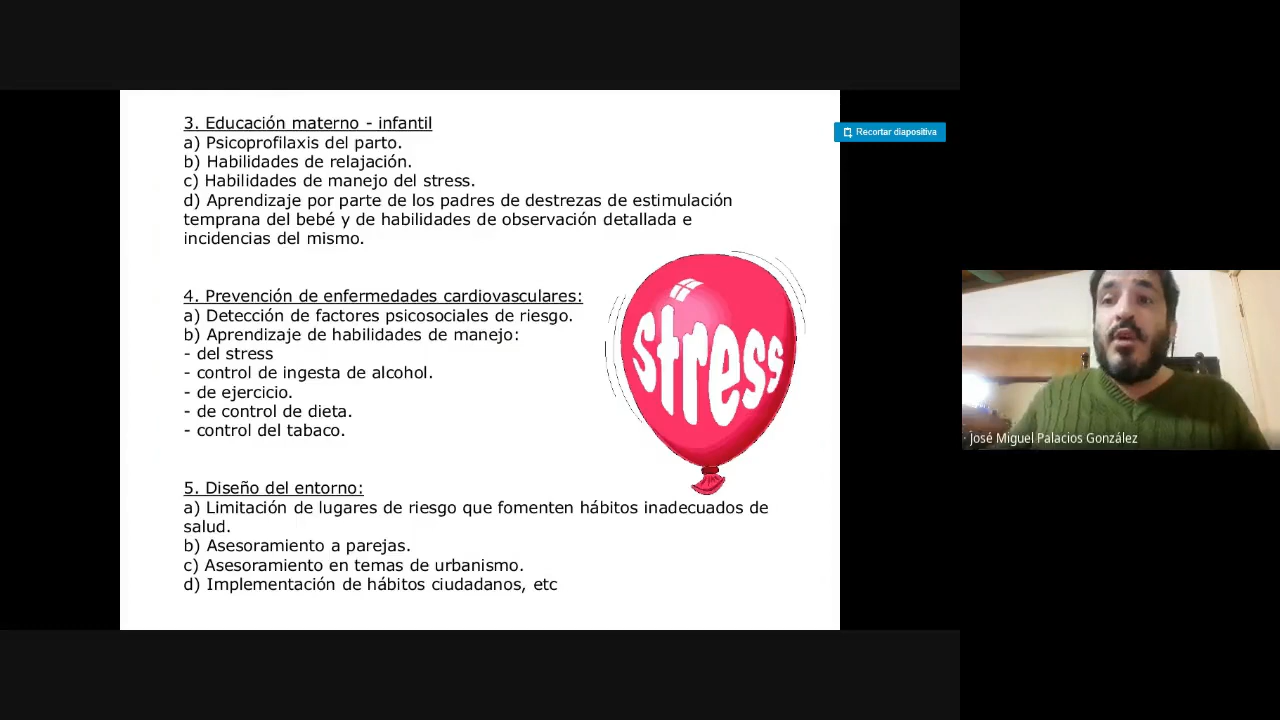 3. Educación materno - infantil
a) Psicoprofilaxis del parto.
b) Habilidades de relajación.
c) Habilidades de manejo del stress.
d) Aprendizaje por parte de los padres de destrezas de estimulación
temprana del bebé y de habilidades de observación detallada e
incidencias del mismo.
4. Prevención de enfermedades cardiovasculares:
a) Detección de factores psicosociales de riesgo.
b) Aprendizaje de habilidades de manejo:
- del stress
- control de ingesta de alcohol.
- de ejercicio.
- de control de dieta.
- control del tabaco.
stress
5. Diseño del entorno:
a) Limitación de lugares de riesgo que fomenten hábitos inadecuados de
salud.
b) Asesoramiento a parejas.
c) Asesoramiento en temas de urbanismo.
d) Implementación de hábitos ciudadanos, etc
Recortar diapositiva
José Miguel Palacios González